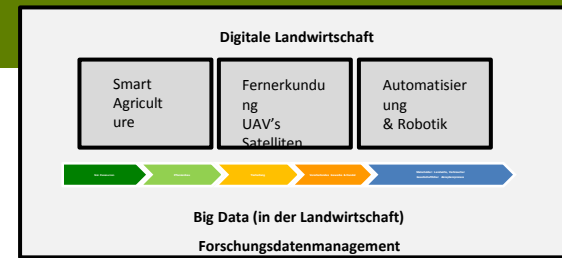 Digitale Landwirtschaft
Smart
Agricult
ure
Fernerkundu
ng
UAV's
Satelliten
Automatisier
ung
& Robotik
Big Data (in der Landwirtschaft)
Forschungsdatenmanagement